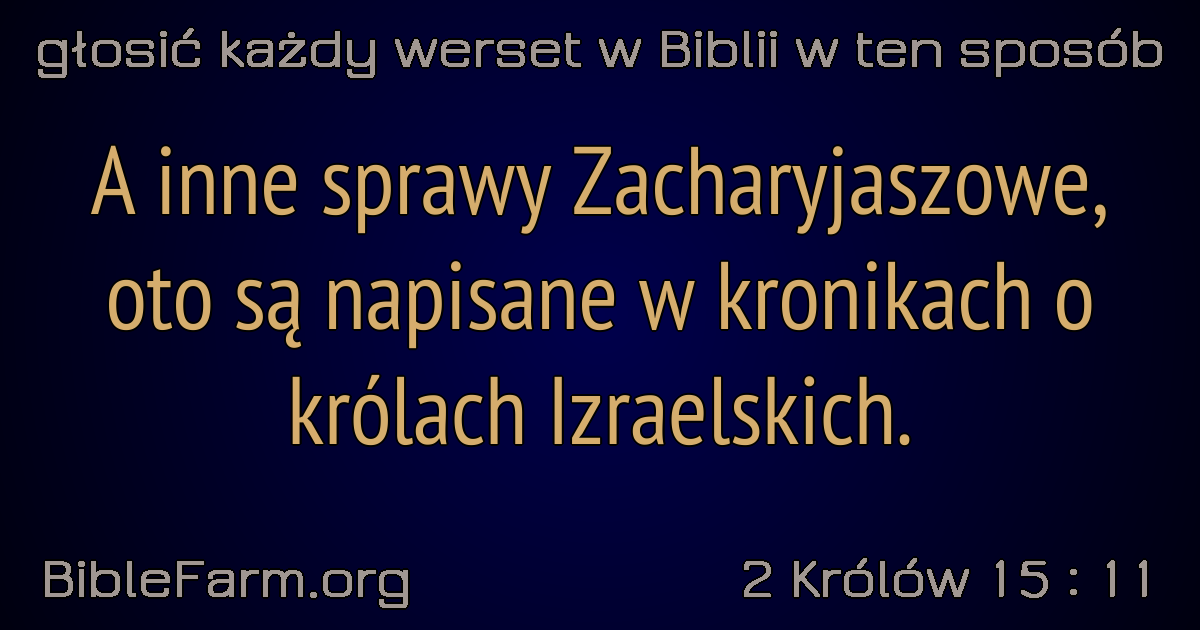 głosić każdy werset w Biblii w ten sposób
A inne sprawy Zacharyjaszowe,
oto są napisane w kronikach o
królach Izraelskich.
BibleFarm.org
2 Królów 15 : 11